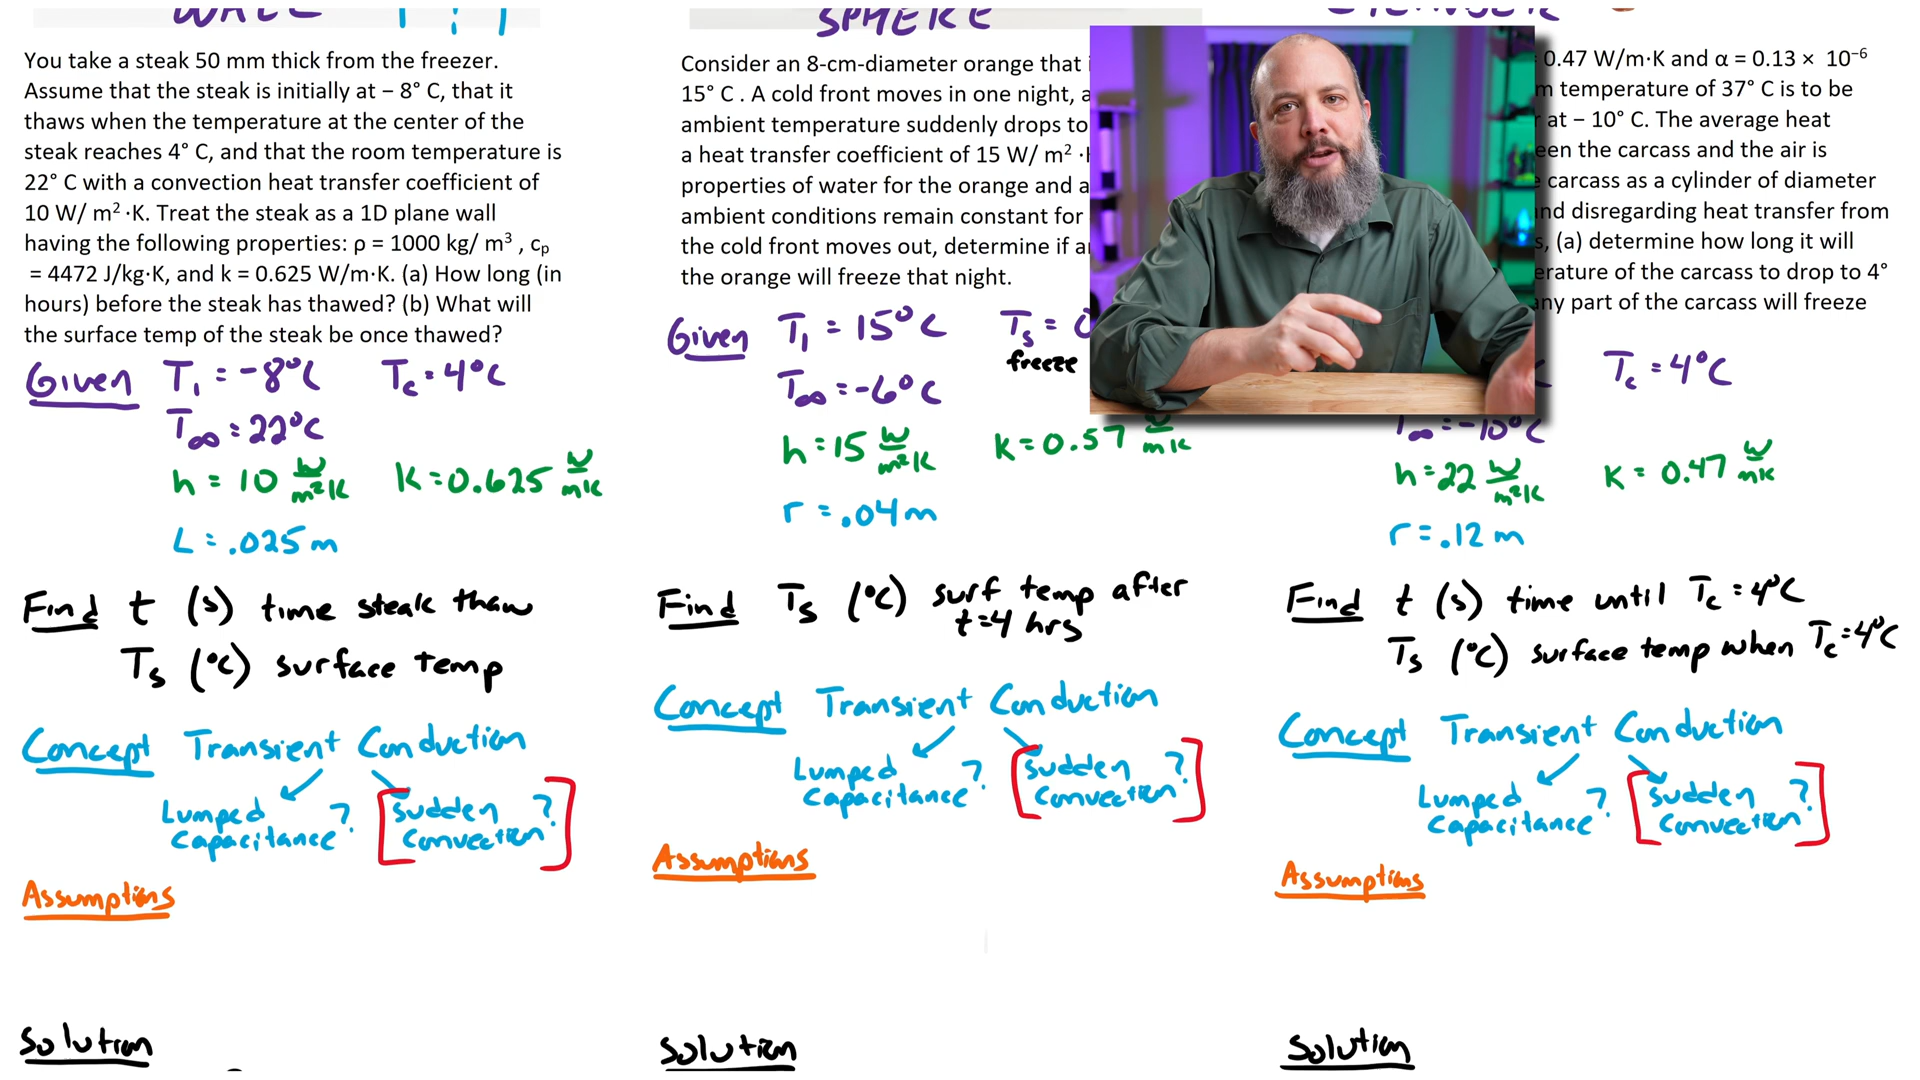 WALL
You take a steak 50 mm thick from the freezer.
Assume that the steak is initially at − 8° C, that it
thaws when the temperature at the center of the
steak reaches 4° C, and that the room temperature is
22° C with a convection heat transfer coefficient of
10 W/ m² ·K. Treat the steak as a 1D plane wall
having the following properties: ρ = 1000 kg/ m³ , cₚ
= 4472 J/kg·K, and k = 0.625 W/m·K. (a) How long (in
hours) before the steak has thawed? (b) What will
the surface temp of the steak be once thawed?
Given T₁ = -8°C Tc = 4°C
T∞ = 22°C
h = 10 W/m²K K = 0.625 W/mK
L = .025 m
Find t (s) time steak thaw
Ts (°C) surface temp
Concept Transient Conduction
Lumped Capacitance? [Sudden Convection?]
Assumptions
Solution
SPHERE
Consider an 8-cm-diameter orange that
15° C . A cold front moves in one night,
ambient temperature suddenly drops to
a heat transfer coefficient of 15 W/ m² ·
properties of water for the orange and
ambient conditions remain constant for
the cold front moves out, determine if
the orange will freeze that night.
Given T₁ = 15°C Ts =
freeze
T∞ = -6°C
h = 15 W/m²K K = 0.57 W/mK
r = .04 m
Find Ts (°C) surf temp after
t=4 hrs
Concept Transient Conduction
Lumped Capacitance? [Sudden Convection?]
Assumptions
Solution
0.47 W/m·K and α = 0.13 × 10⁻⁶
temperature of 37° C is to be
at − 10° C. The average heat
the carcass and the air is
carcass as a cylinder of diameter
and disregarding heat transfer from
(a) determine how long it will
of the carcass to drop to 4°
any part of the carcass will freeze
Tc = 4°C
T∞ = -10°C
h = 22 W/m²K K = 0.47 W/mK
r = .12 m
Find t (s) time until Tc = 4°C
Ts (°C) surface temp when Tc = 4°C
Concept Transient Conduction
Lumped Capacitance? [Sudden Convection?]
Assumptions
Solution